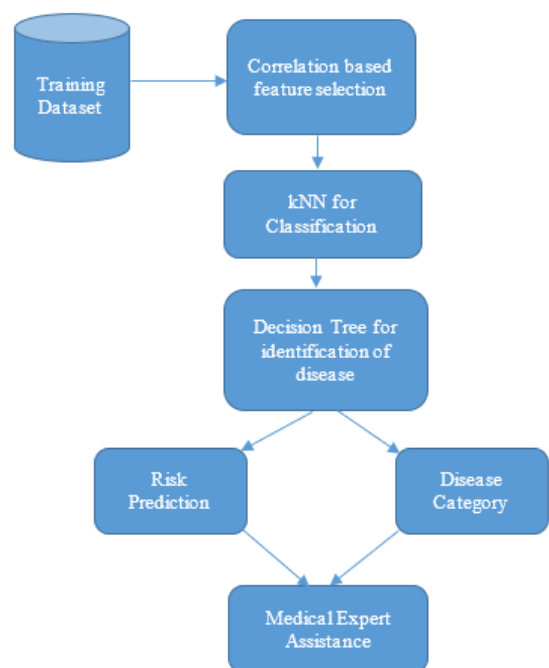 Training
Dataset
Correlation based
feature selection
kNN for
Classification
Decision Tree for
identification of
disease
Risk
Prediction
Disease
Category
Medical Expert
Assistance